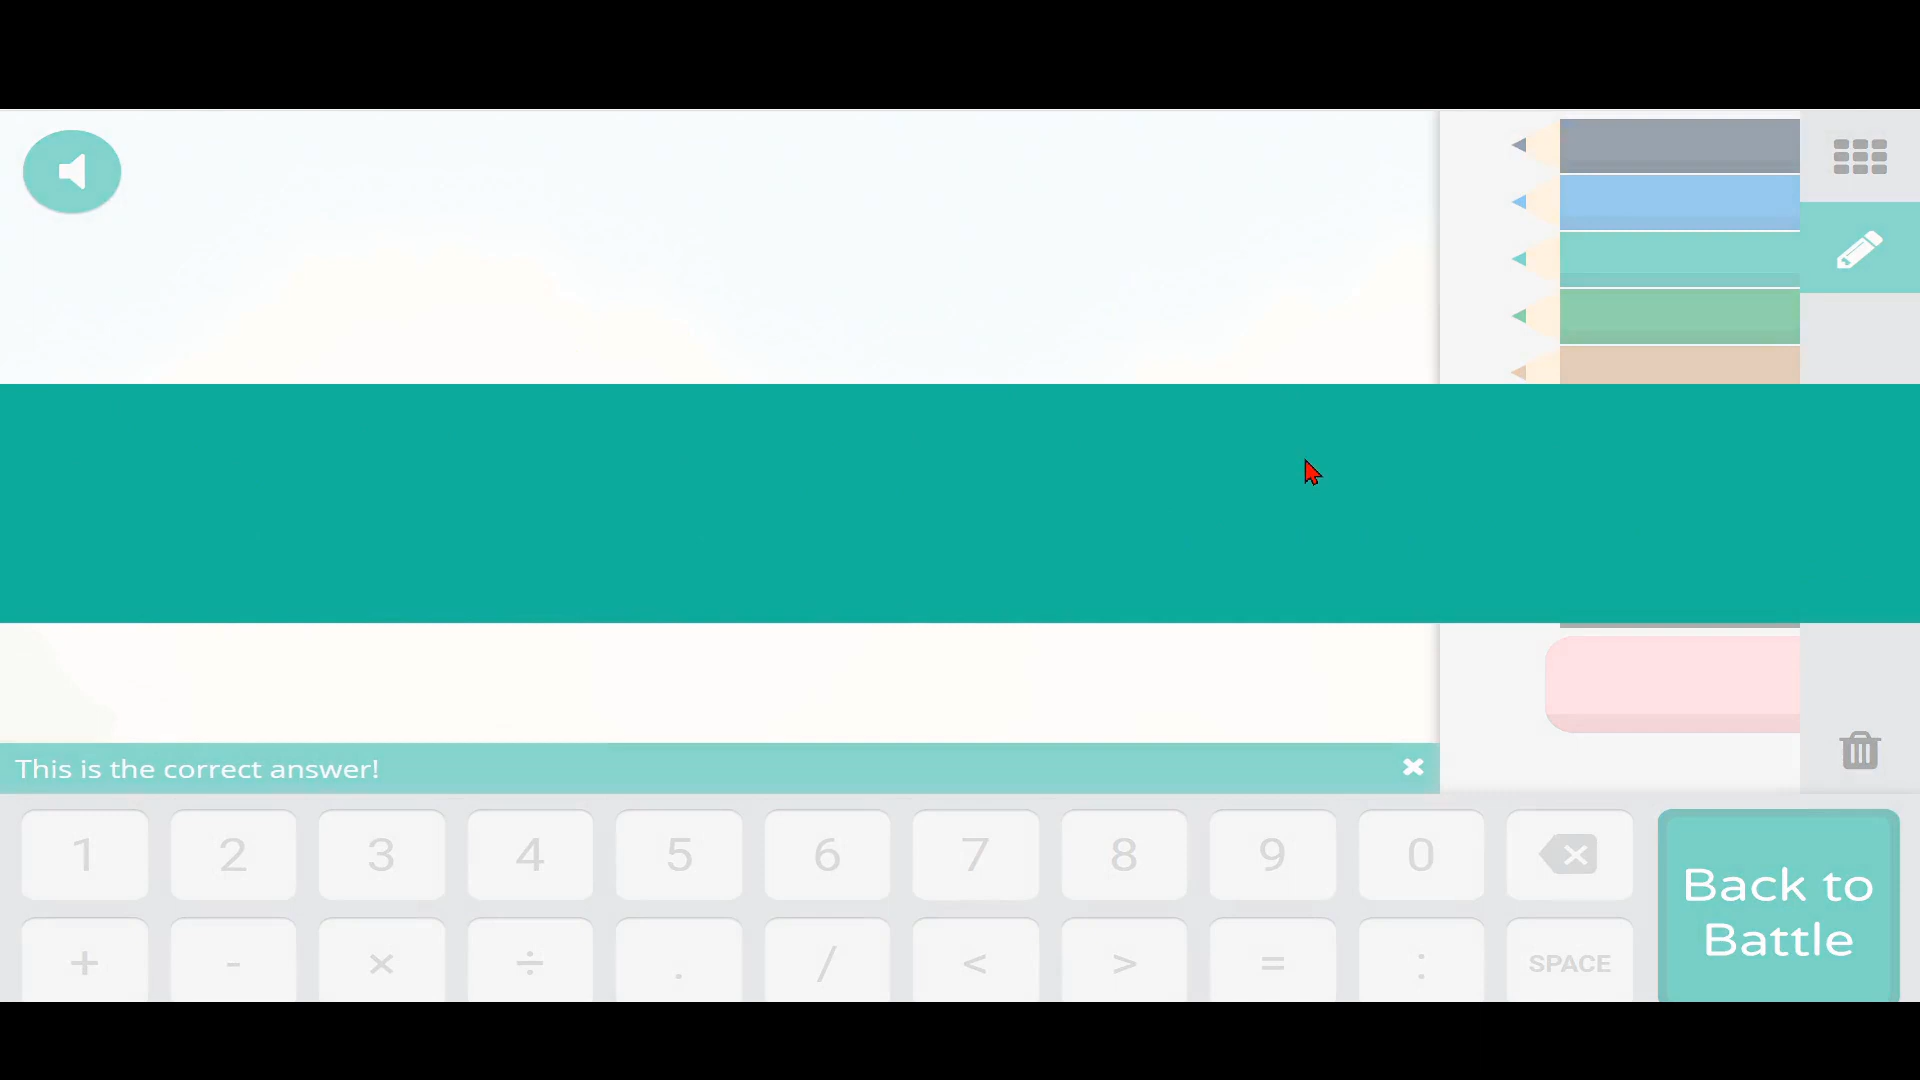 This is the correct answer!
1 2 3 4 5 6 7 8 9 0
+ - × ÷ . / < > = : SPACE
Back to
Battle